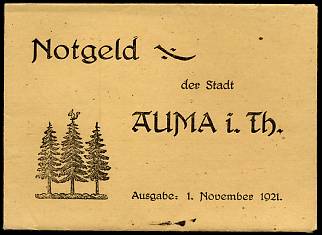 Notgeld
der Stadt
AUMA i. Th.
Ausgabe: 1. November 1921.